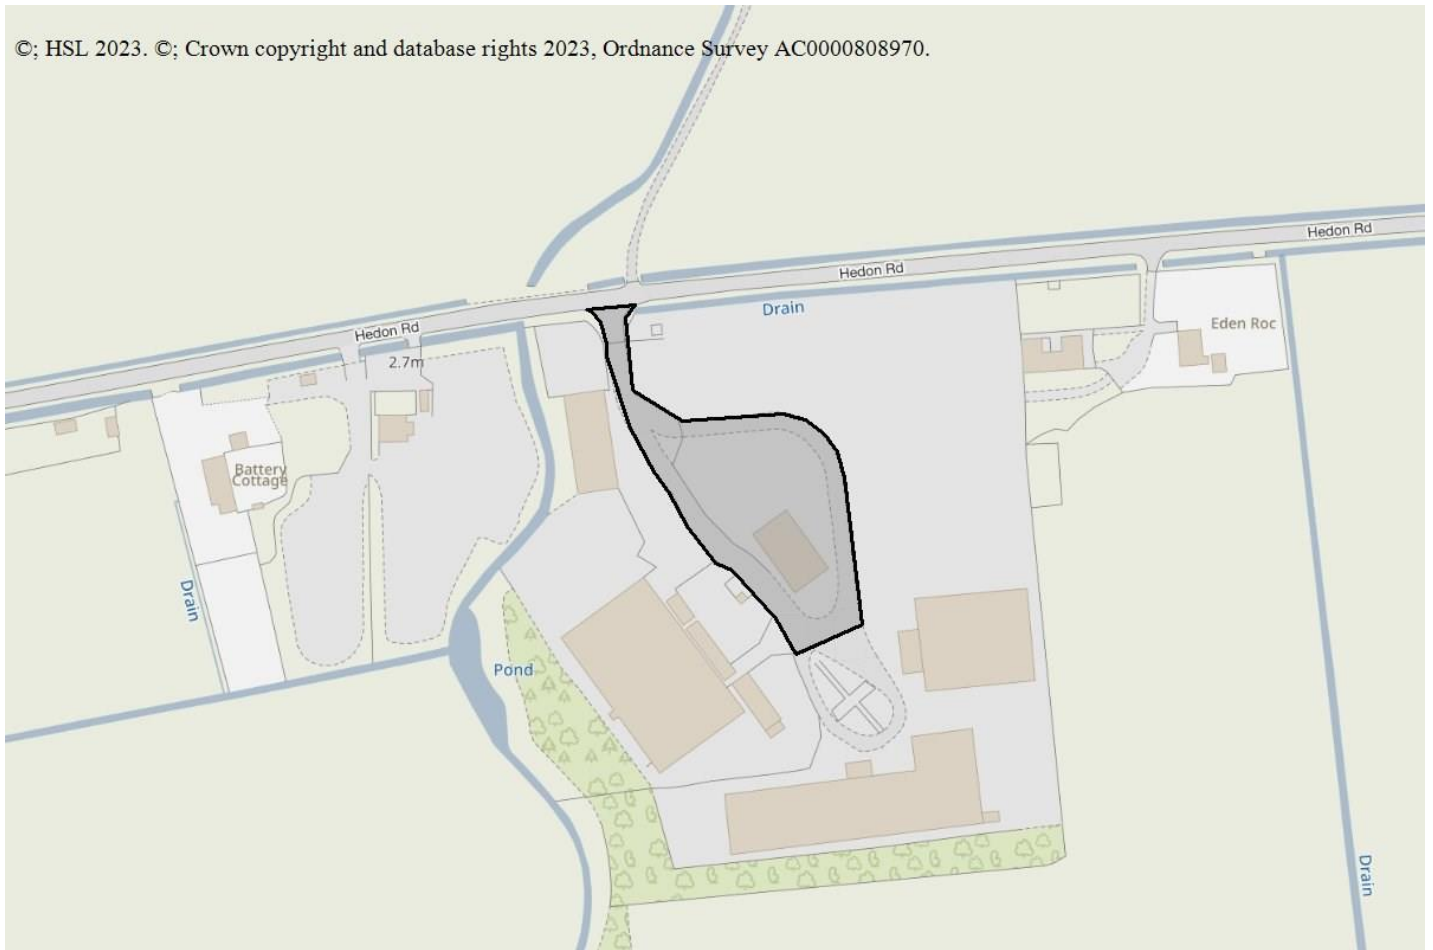 ©; HSL 2023. ©; Crown copyright and database rights 2023, Ordnance Survey AC0000808970.
Hedon Rd
Hedon Rd
Drain
Hedon Rd
Eden Roc
2.7m
Battery
Cottage
Drain
Pond
Drain